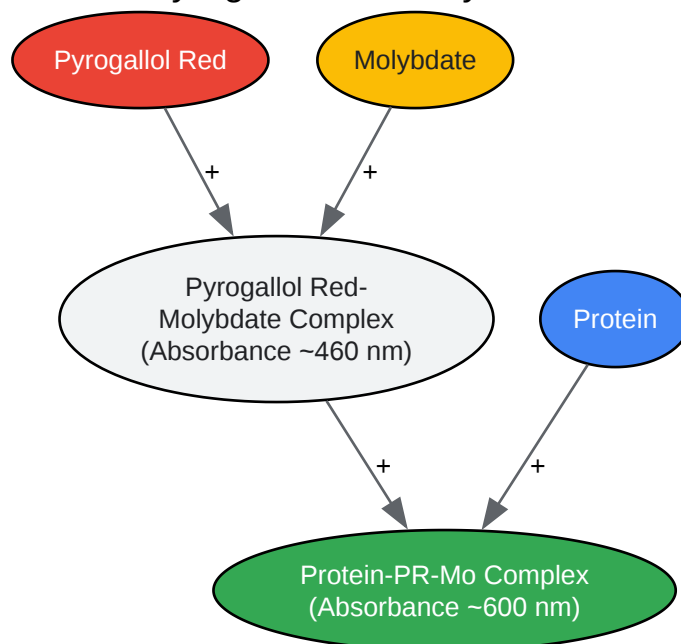 Pyrogallol Red
Molybdate
+
+
Pyrogallol Red-
Molybdate Complex
(Absorbance ~460 nm)
Protein
+
+
Protein-PR-Mo Complex
(Absorbance ~600 nm)